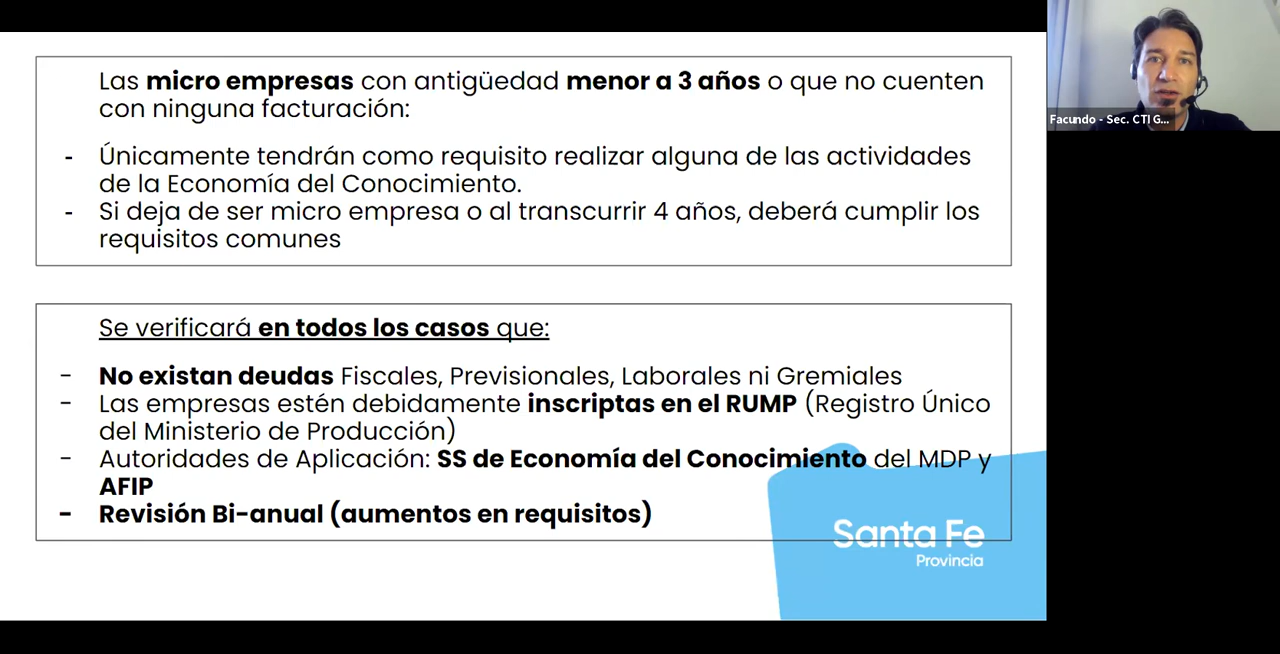 Las micro empresas con antigüedad menor a 3 años o que no cuenten
con ninguna facturación:
- Únicamente tendrán como requisito realizar alguna de las actividades
de la Economía del Conocimiento.
- Si deja de ser micro empresa o al transcurrir 4 años, deberá cumplir los
requisitos comunes
Se verificará en todos los casos que:
- No existan deudas Fiscales, Previsionales, Laborales ni Gremiales
- Las empresas estén debidamente inscriptas en el RUMP (Registro Único
del Ministerio de Producción)
- Autoridades de Aplicación: SS de Economía del Conocimiento del MDP y
AFIP
- Revisión Bi-anual (aumentos en requisitos)
Santa Fe
Provincia
Facundo - Sec. CTI G...